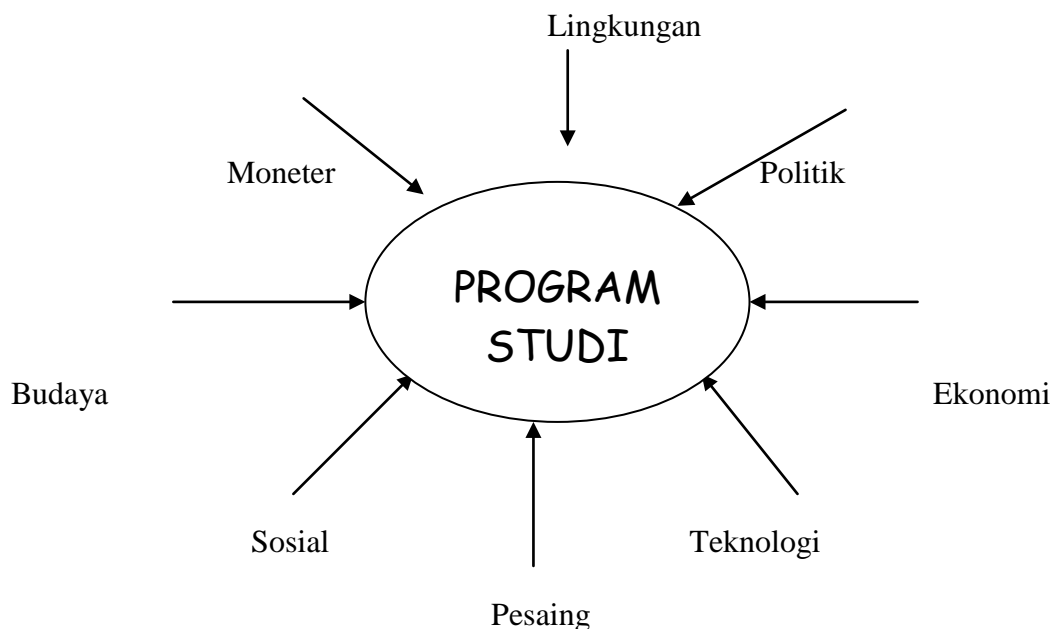 Lingkungan
Moneter
Politik
PROGRAM
STUDI
Budaya
Ekonomi
Sosial
Teknologi
Pesaing